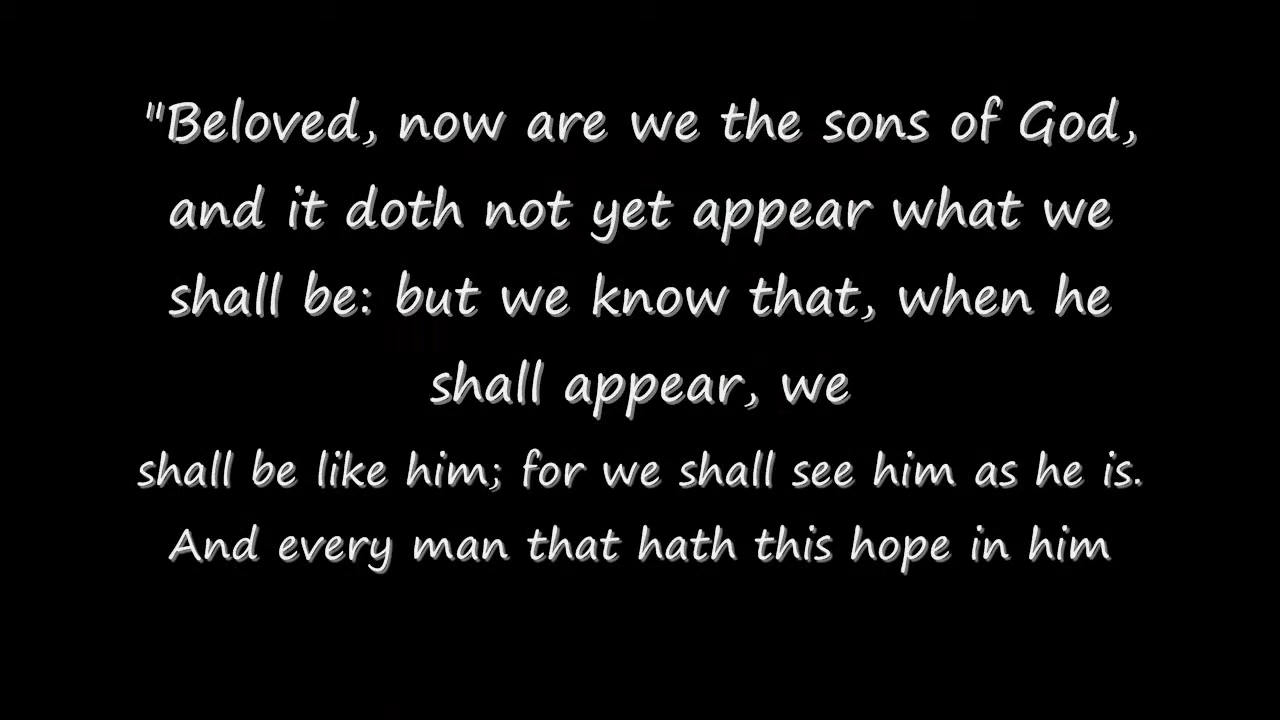 "Beloved, now are we the sons of God,
and it doth not yet appear what we
shall be: but we know that, when he
shall appear, we
shall be like him; for we shall see him as he is.
And every man that hath this hope in him